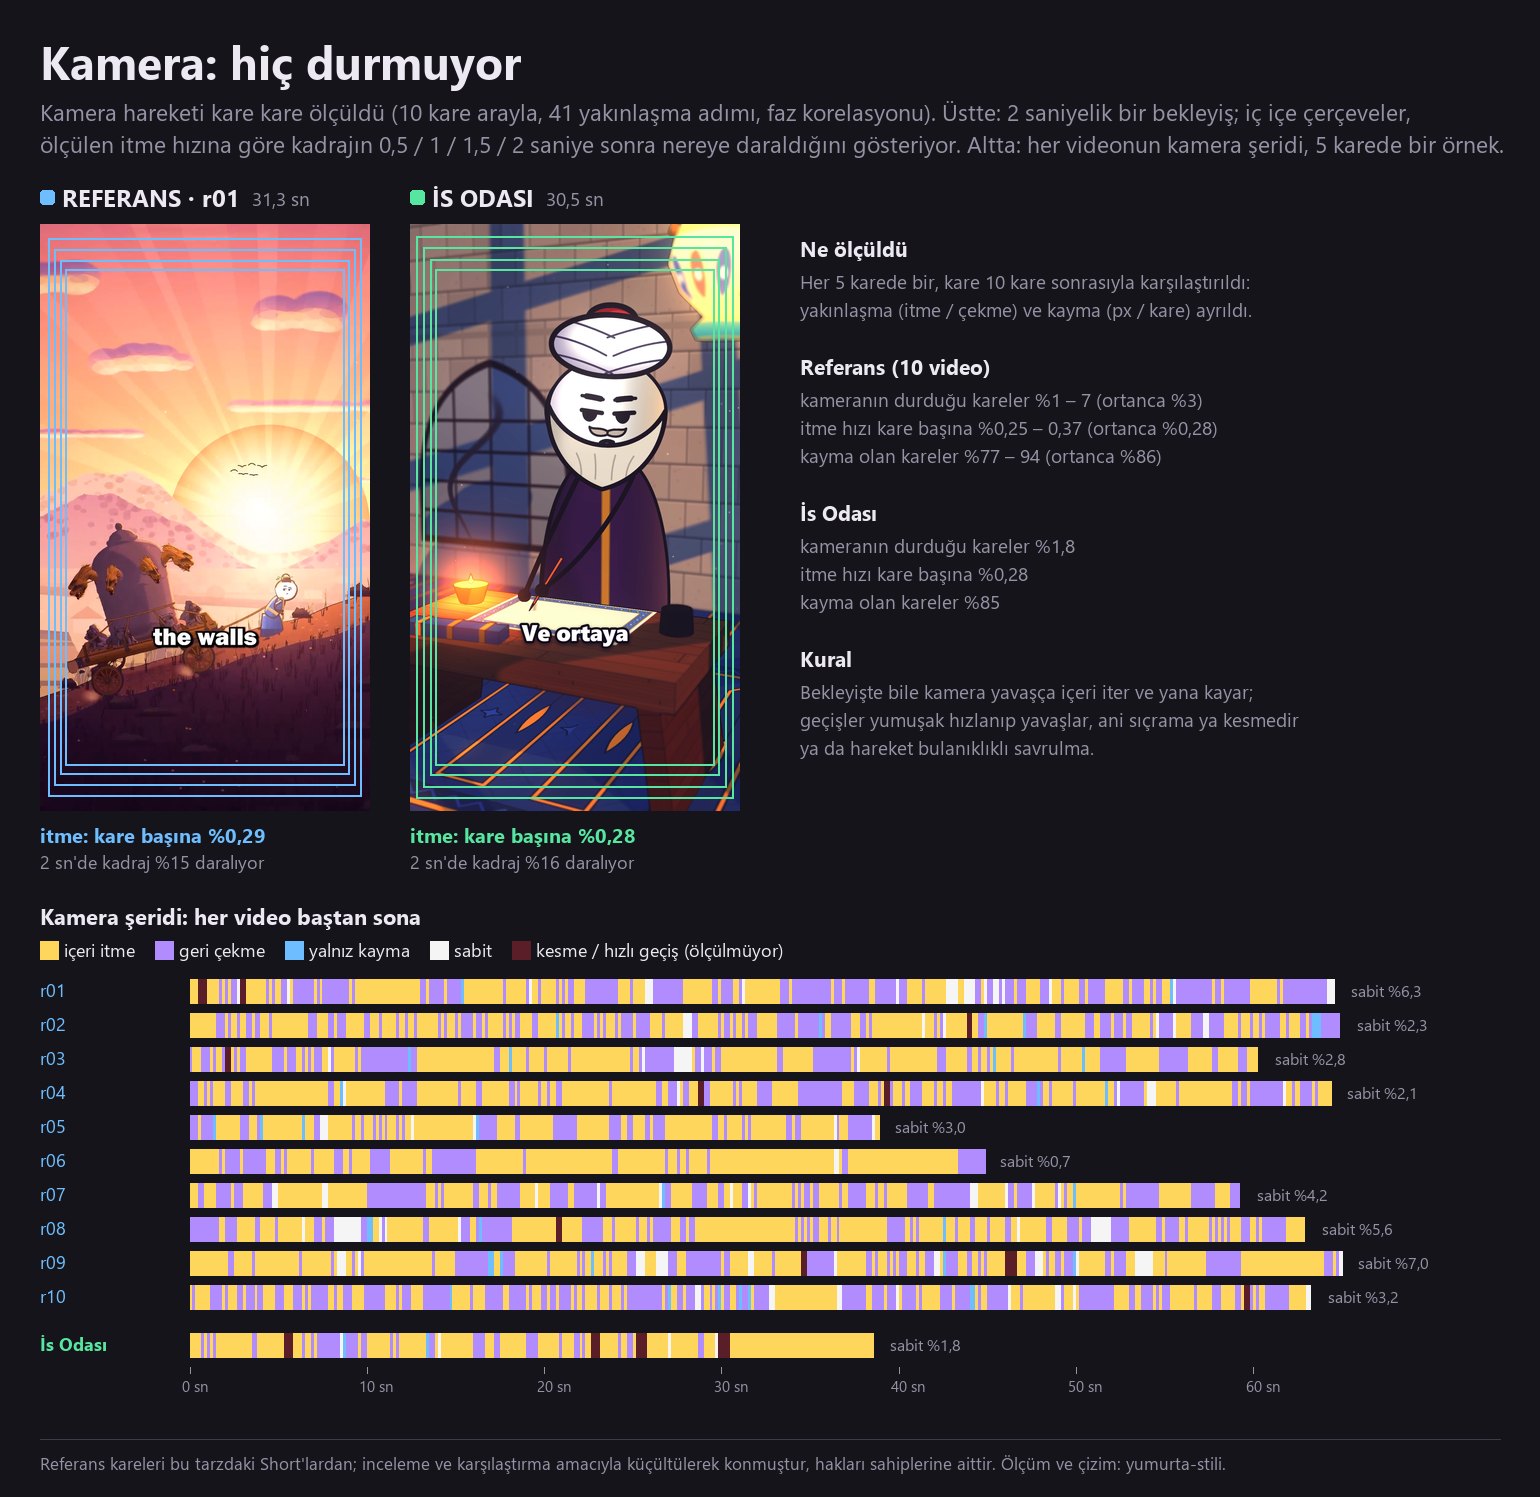 Kamera: hiç durmuyor
Kamera hareketi kare kare ölçüldü (10 kare arayla, 41 yakınlaşma adımı, faz korelasyonu). Üstte: 2 saniyelik bir bekleyiş; iç içe çerçeveler,
ölçülen itme hızına göre kadrajın 0,5 / 1 / 1,5 / 2 saniye sonra nereye daraldığını gösteriyor. Altta: her videonun kamera şeridi, 5 karede bir örnek.
REFERANS · r01 31,3 sn
İS ODASI 30,5 sn
the walls
Ve ortaya
itme: kare başına %0,29
2 sn'de kadraj %15 daralıyor
itme: kare başına %0,28
2 sn'de kadraj %16 daralıyor
Ne ölçüldü
Her 5 karede bir, kare 10 kare sonrasıyla karşılaştırıldı:
yakınlaşma (itme / çekme) ve kayma (px / kare) ayrıldı.
Referans (10 video)
kameranın durduğu kareler %1 – 7 (ortanca %3)
itme hızı kare başına %0,25 – 0,37 (ortanca %0,28)
kayma olan kareler %77 – 94 (ortanca %86)
İs Odası
kameranın durduğu kareler %1,8
itme hızı kare başına %0,28
kayma olan kareler %85
Kural
Bekleyişte bile kamera yavaşça içeri iter ve yana kayar;
geçişler yumuşak hızlanıp yavaşlar, ani sıçrama ya kesmedir
ya da hareket bulanıklıklı savrulma.
Kamera şeridi: her video baştan sona
içeri itme geri çekme yalnız kayma sabit kesme / hızlı geçiş (ölçülmüyor)
r01 sabit %6,3
r02 sabit %2,3
r03 sabit %2,8
r04 sabit %2,1
r05 sabit %3,0
r06 sabit %0,7
r07 sabit %4,2
r08 sabit %5,6
r09 sabit %7,0
r10 sabit %3,2
İs Odası sabit %1,8
0 sn 10 sn 20 sn 30 sn 40 sn 50 sn 60 sn
Referans kareleri bu tarzdaki Short'lardan; inceleme ve karşılaştırma amacıyla küçültülerek konmuştur, hakları sahiplerine aittir. Ölçüm ve çizim: yumurta-stili.